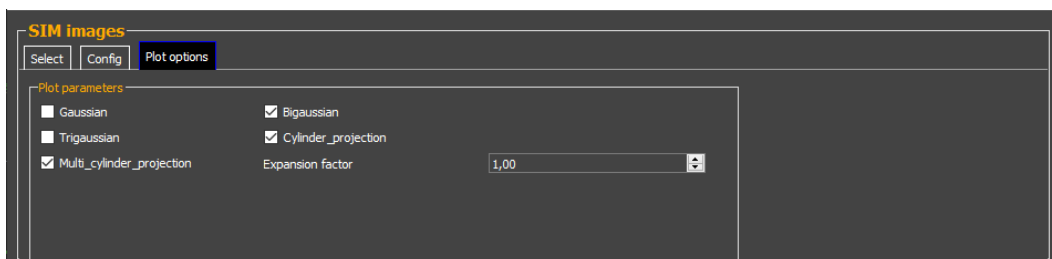 SIM images
Select Config Plot options
Plot parameters
Gaussian Bigaussian
Trigaussian Cylinder_projection
Multi_cylinder_projection Expansion factor 1,00